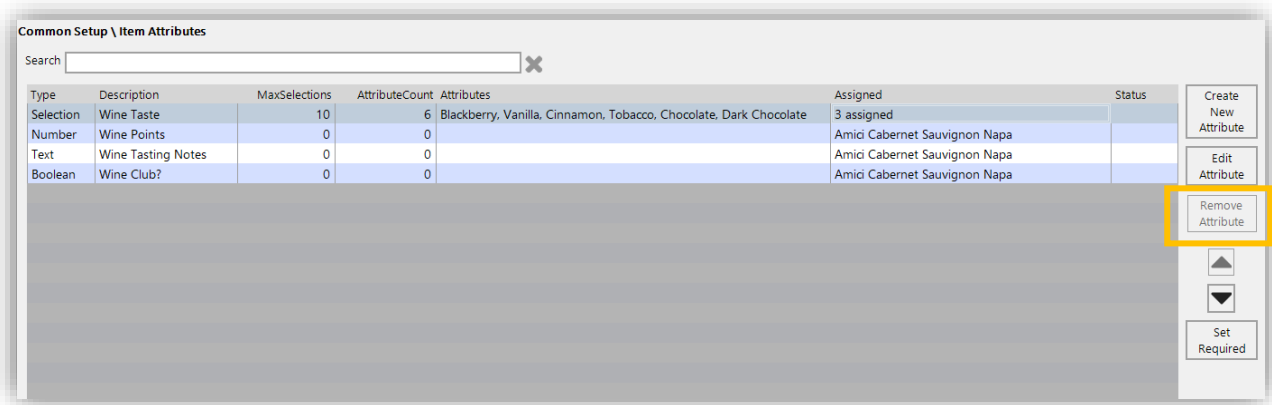 Common Setup \ Item Attributes
Search
Type Description MaxSelections AttributeCount Attributes Assigned Status
Selection Wine Taste 10 6 Blackberry, Vanilla, Cinnamon, Tobacco, Chocolate, Dark Chocolate 3 assigned
Number Wine Points 0 0 Amici Cabernet Sauvignon Napa
Text Wine Tasting Notes 0 0 Amici Cabernet Sauvignon Napa
Boolean Wine Club? 0 0 Amici Cabernet Sauvignon Napa
Create
New
Attribute
Edit
Attribute
Remove
Attribute
Set
Required